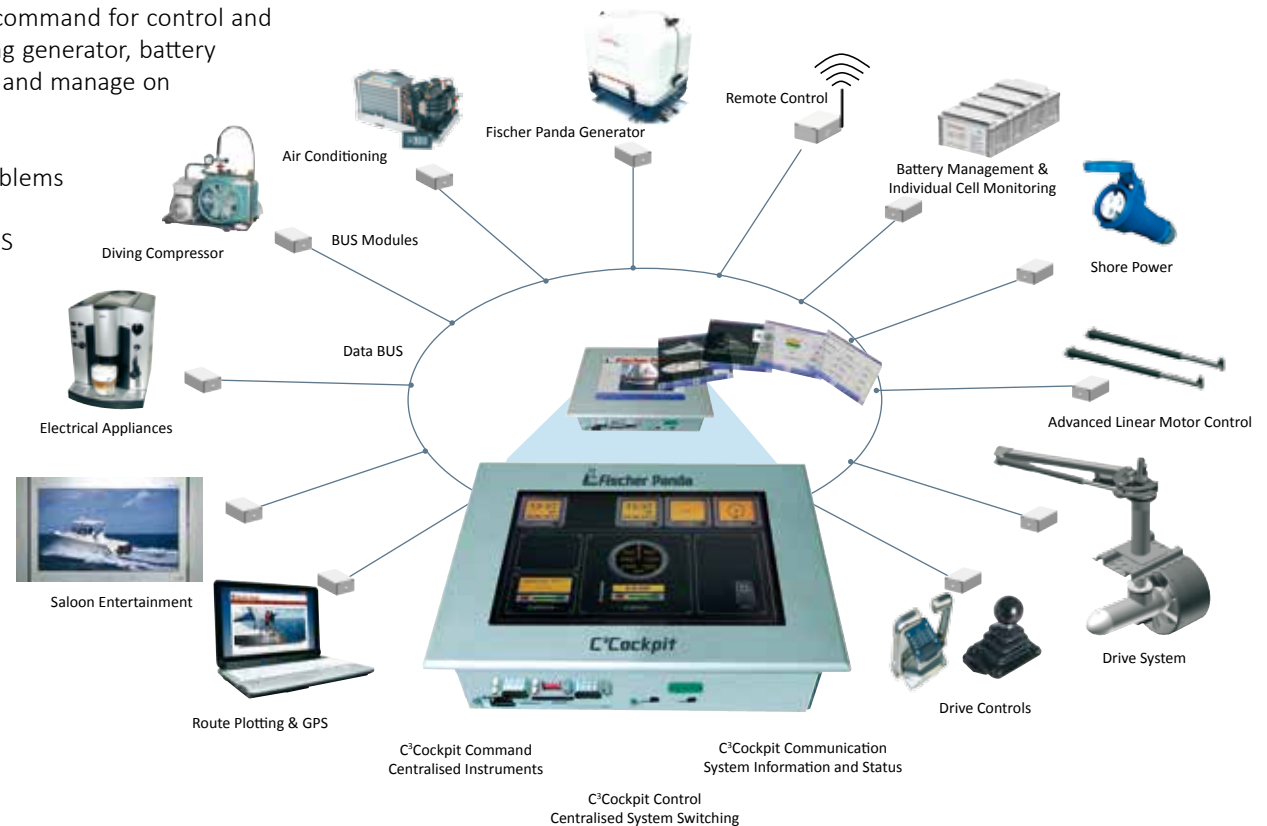 command for control and
g generator, battery
and manage on
blems
S
Remote Control
Fischer Panda Generator
Air Conditioning
Battery Management &
Individual Cell Monitoring
BUS Modules
Diving Compressor
Shore Power
Data BUS
Electrical Appliances
Advanced Linear Motor Control
Fischer Panda
Saloon Entertainment
C³Cockpit
Drive System
Route Plotting & GPS
Drive Controls
C³Cockpit Command
Centralised Instruments
C³Cockpit Communication
System Information and Status
C³Cockpit Control
Centralised System Switching